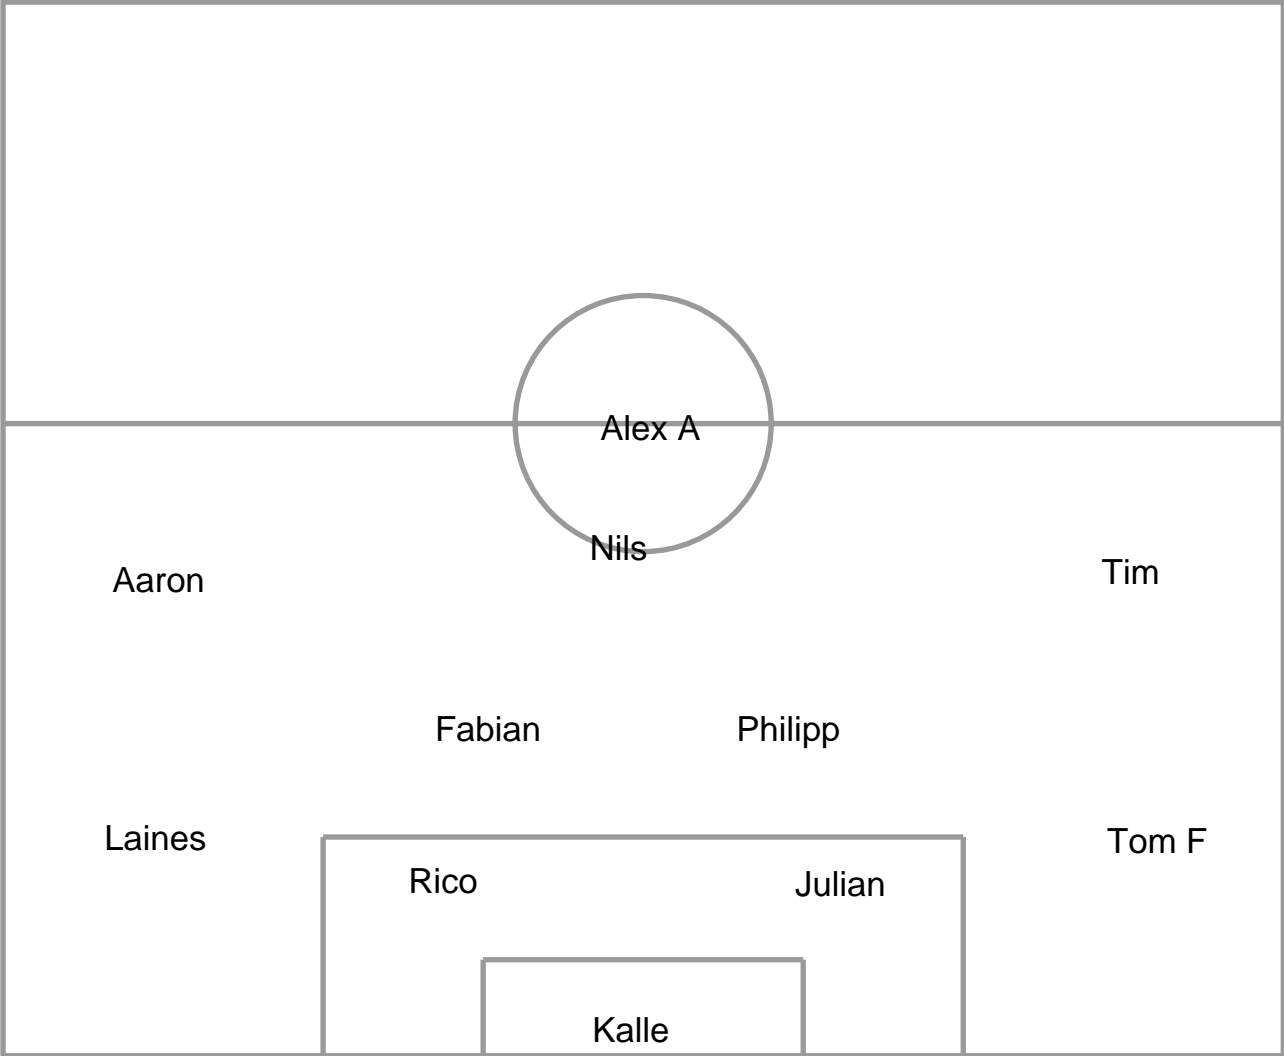 Alex A
Nils
Aaron
Tim
Fabian
Philipp
Laines
Tom F
Rico
Julian
Kalle